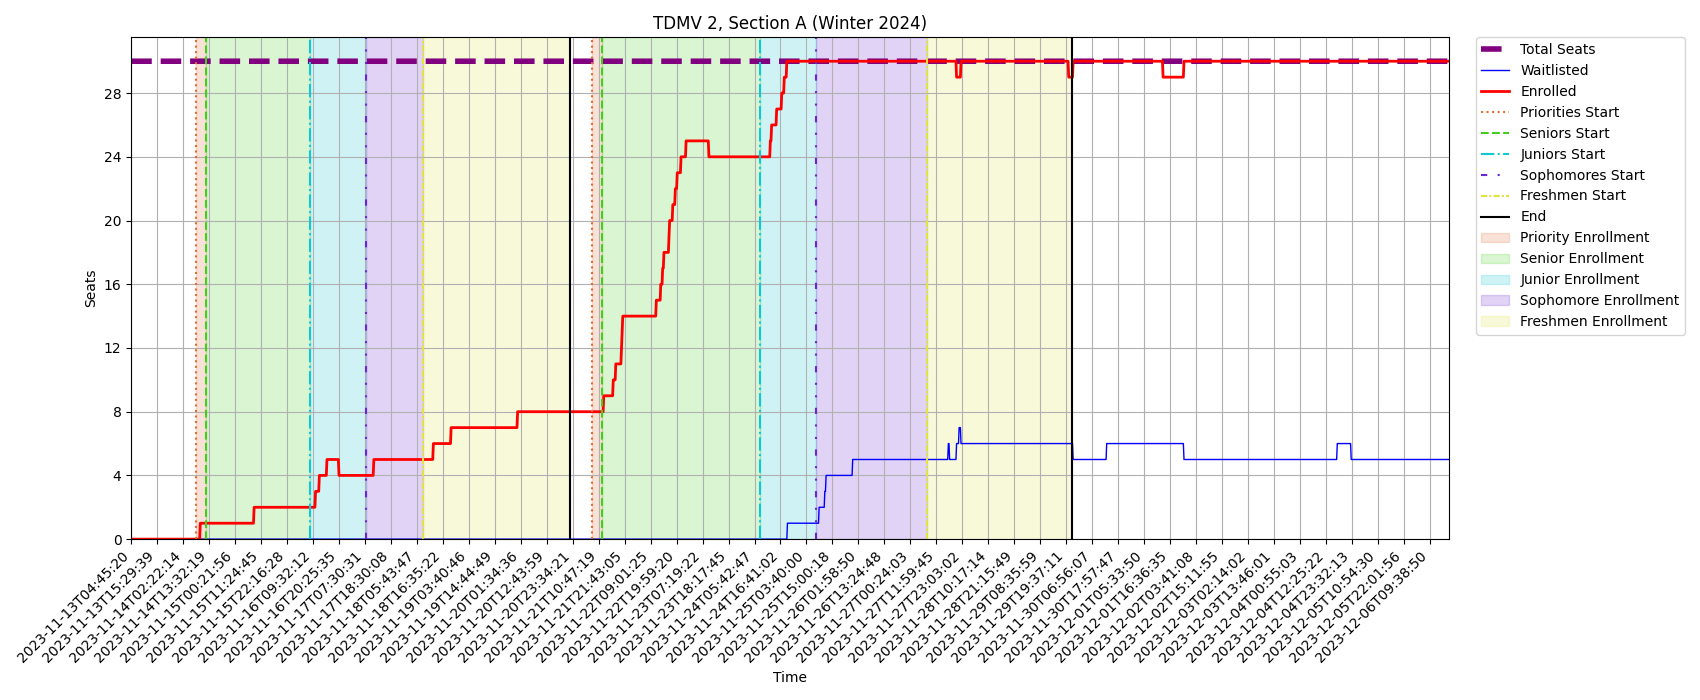 TDMV 2, Section A (Winter 2024)
Total Seats
Waitlisted
Enrolled
Priorities Start
Seniors Start
Juniors Start
Sophomores Start
Freshmen Start
End
Priority Enrollment
Senior Enrollment
Junior Enrollment
Sophomore Enrollment
Freshmen Enrollment
Seats
28
24
20
16
12
8
4
0
2023-11-13T04:45:20
2023-11-13T15:29:39
2023-11-14T02:22:14
2023-11-14T13:32:19
2023-11-15T00:21:56
2023-11-15T11:24:45
2023-11-15T22:16:28
2023-11-16T09:32:12
2023-11-16T20:25:35
2023-11-17T07:30:31
2023-11-17T18:30:08
2023-11-18T05:43:47
2023-11-18T16:35:22
2023-11-19T03:40:46
2023-11-19T14:44:49
2023-11-20T01:34:36
2023-11-20T12:43:59
2023-11-20T23:34:21
2023-11-21T10:47:19
2023-11-21T21:43:05
2023-11-22T09:01:25
2023-11-22T19:59:20
2023-11-23T07:19:22
2023-11-23T18:17:45
2023-11-24T05:42:47
2023-11-24T16:41:02
2023-11-25T03:40:00
2023-11-25T15:00:18
2023-11-26T01:58:50
2023-11-26T13:24:48
2023-11-27T00:24:03
2023-11-27T11:59:45
2023-11-27T23:03:02
2023-11-28T10:17:14
2023-11-28T21:15:49
2023-11-29T08:35:59
2023-11-29T19:37:11
2023-11-30T06:56:07
2023-11-30T17:57:47
2023-12-01T05:33:50
2023-12-01T16:36:35
2023-12-02T03:41:08
2023-12-02T15:11:55
2023-12-03T02:14:02
2023-12-03T13:46:01
2023-12-04T00:55:03
2023-12-04T12:25:22
2023-12-04T23:32:13
2023-12-05T10:54:30
2023-12-05T22:01:56
2023-12-06T09:38:50
Time